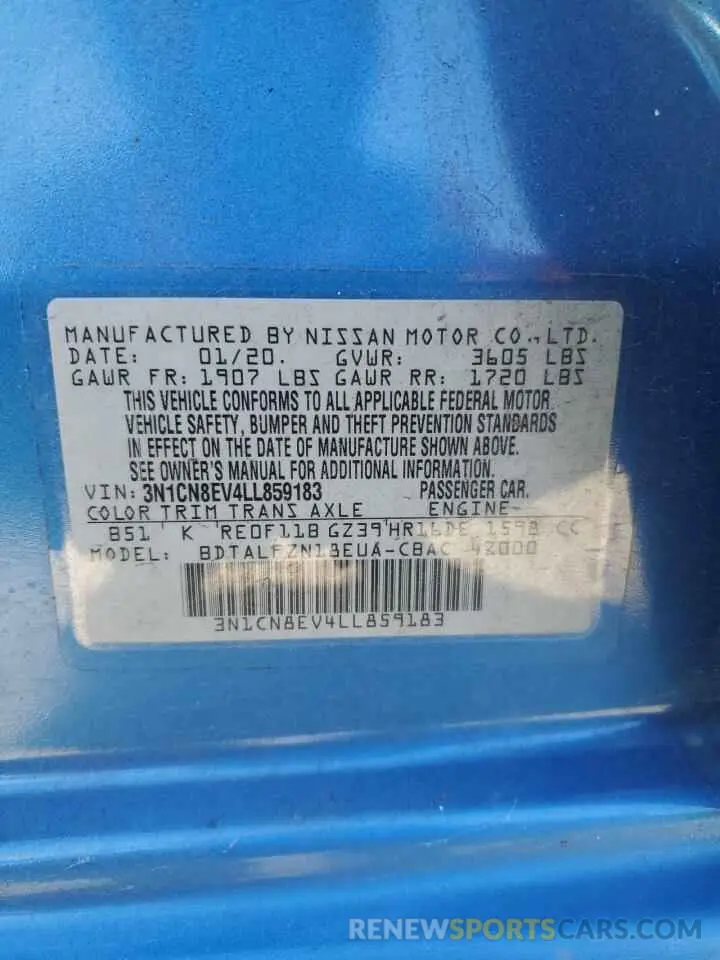 MANUFACTURED BY NISSAN MOTOR CO.,LTD.
DATE: 01/20. GVWR: 3605 LBS
GAWR FR: 1907 LBS GAWR RR: 1720 LBS
THIS VEHICLE CONFORMS TO ALL APPLICABLE FEDERAL MOTOR
VEHICLE SAFETY, BUMPER AND THEFT PREVENTION STANDARDS
IN EFFECT ON THE DATE OF MANUFACTURE SHOWN ABOVE.
SEE OWNER'S MANUAL FOR ADDITIONAL INFORMATION.
VIN: 3N1CN8EV4LL859183 PASSENGER CAR.
COLOR TRIM TRANS AXLE ENGINE
B51 K RE0F11B GZ39 HR16DE 1598 CC
MODEL: BDTALFZN18EUA-C8AC 4Z000
3N1CN8EV4LL859183
RENEWSPORTSCARS.COM